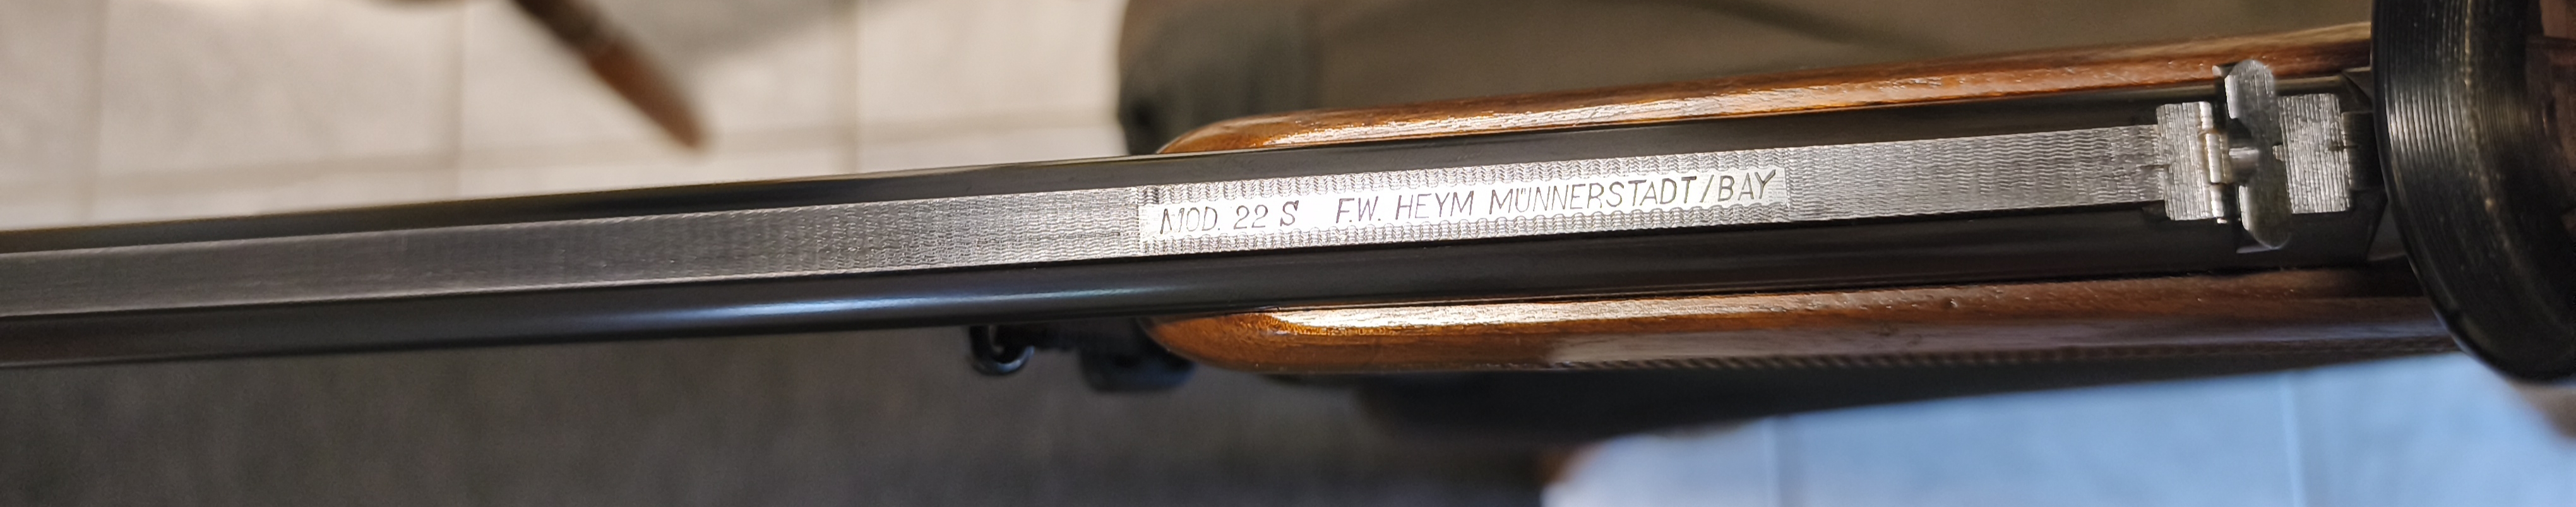 MOD. 22 S F.W. HEYM MÜNNERSTADT/BAY